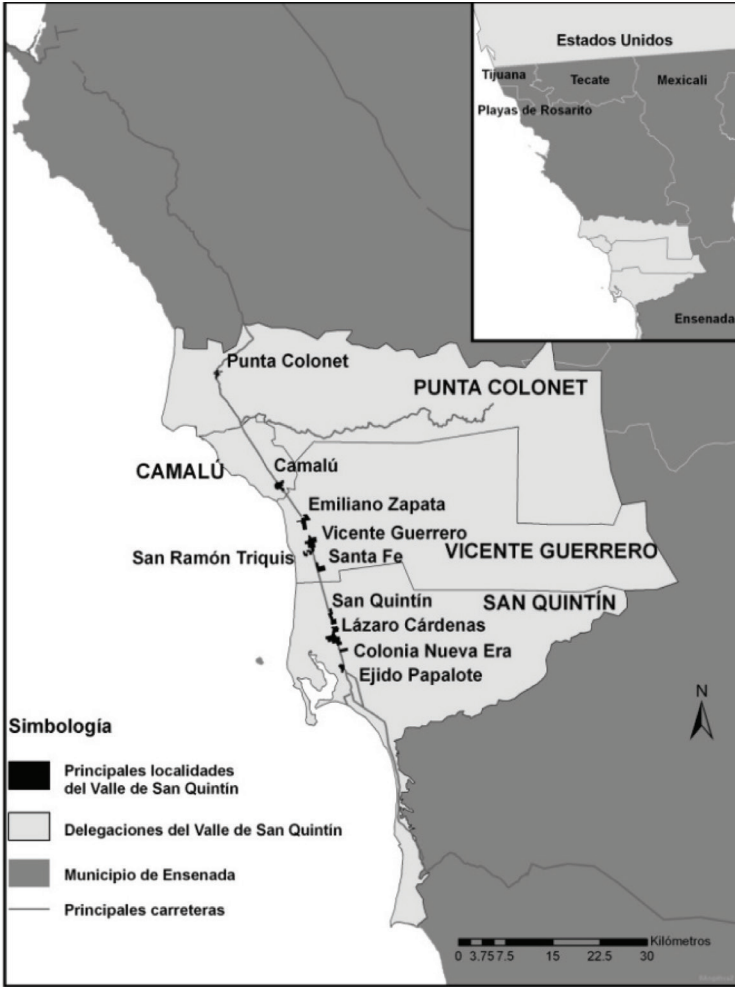 Estados Unidos
Tijuana
Tecate
Mexicali
Playas de Rosarito
Ensenada
Punta Colonet
PUNTA COLONET
CAMALÚ
Camalú
Emiliano Zapata
Vicente Guerrero
San Ramón Triquis
Santa Fe
VICENTE GUERRERO
San Quintín
SAN QUINTÍN
Lázaro Cárdenas
Colonia Nueva Era
Ejido Papalote
N
Simbología
Principales localidades
del Valle de San Quintín
Delegaciones del Valle de San Quintín
Municipio de Ensenada
Principales carreteras
Kilómetros
0 3.75 7.5 15 22.5 30